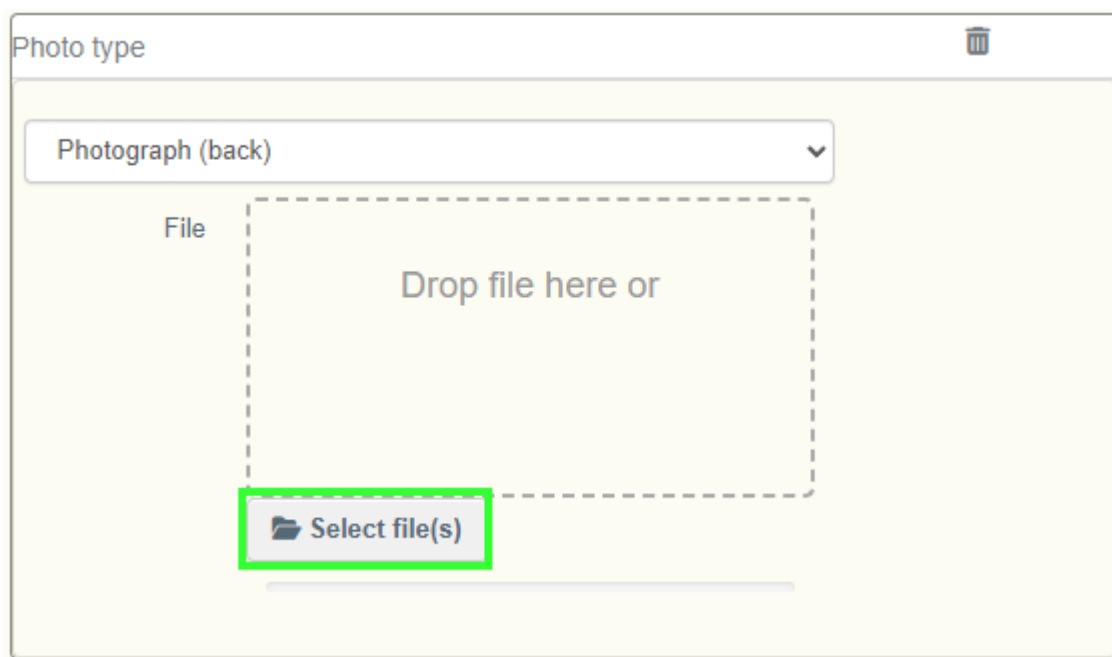 Photo type
Photograph (back)
File
Drop file here or
Select file(s)